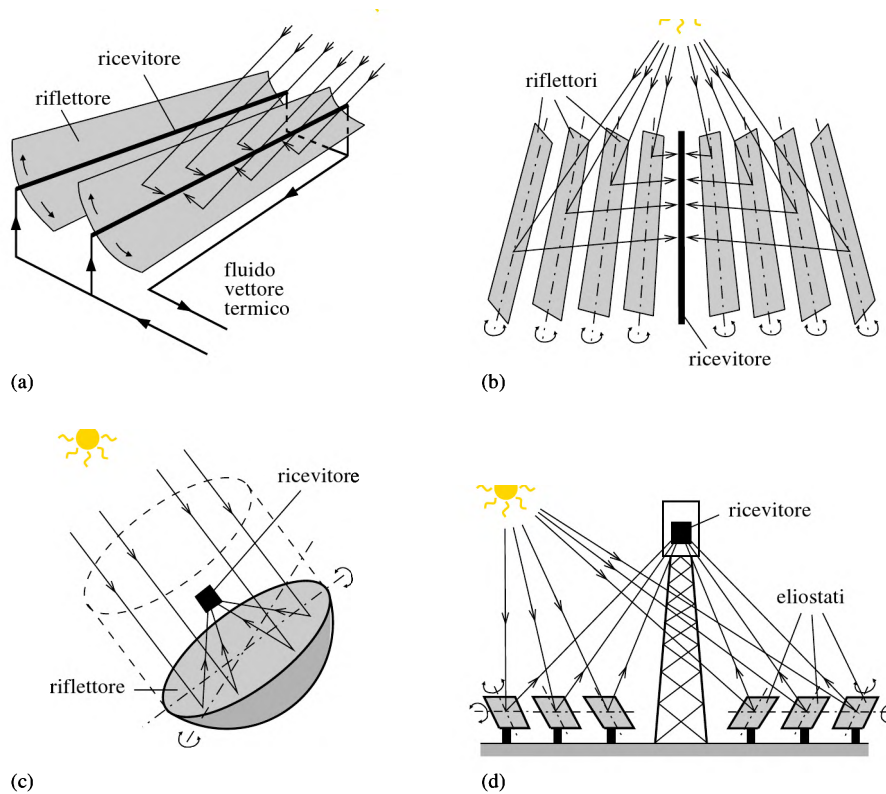 ricevitore
riflettore
fluido
vettore
termico
(a)
riflettori
ricevitore
(b)
ricevitore
riflettore
(c)
ricevitore
eliostati
(d)